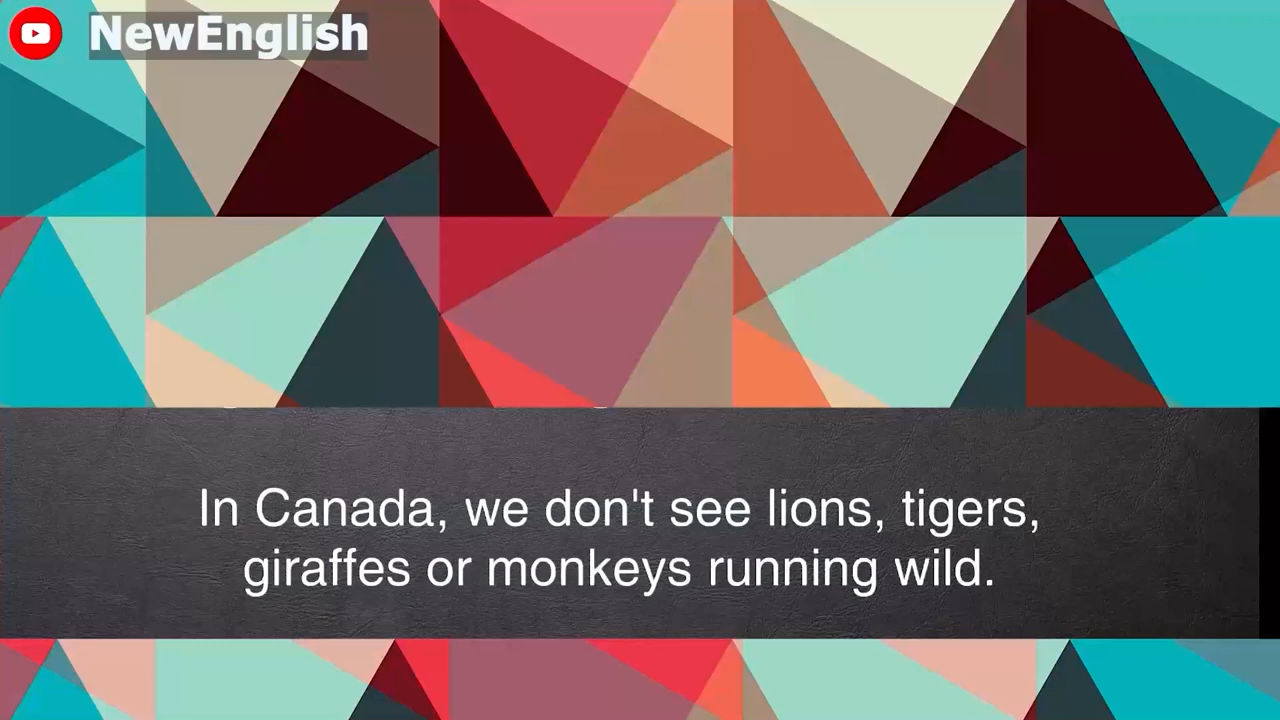 NewEnglish
In Canada, we don't see lions, tigers,
giraffes or monkeys running wild.